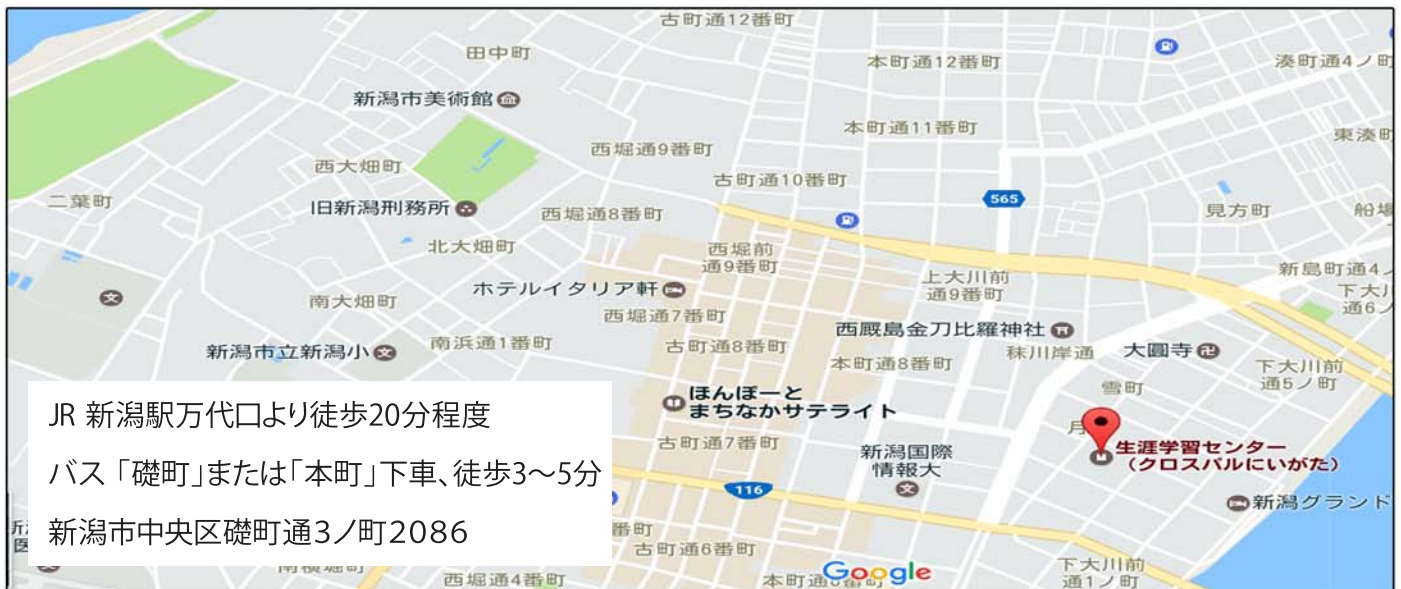 古町通12番町
田中町
本町通12番町
湊町通4ノ町
新潟市美術館
本町通11番町
東湊町
西堀通9番町
西大畑町
古町通10番町
二葉町
565
旧新潟刑務所
西堀通8番町
見方町
船場
北大畑町
西堀前
通9番町
上大川前
通9番町
新島町通4ノ
下大川
通6ノ
ホテルイタリア軒
南大畑町
西堀通7番町
西厩島金刀比羅神社
新潟市立新潟小
南浜通1番町
古町通8番町
本町通8番町
秣川岸通
大圓寺
下大川前
通5ノ町
雪町
ほんぽーと
まちなかサテライト
月
生涯学習センター
(クロスパルにいがた)
古町通7番町
新潟国際
情報大
116
新潟グランド
JR 新潟駅万代口より徒歩20分程度
バス 「礎町」または「本町」下車、徒歩3〜5分
新潟市中央区礎町通3ノ町2086
番町
古町通6番町
南横堀町
西堀通4番町
本町通6番町
Google
下大川前
通1ノ町